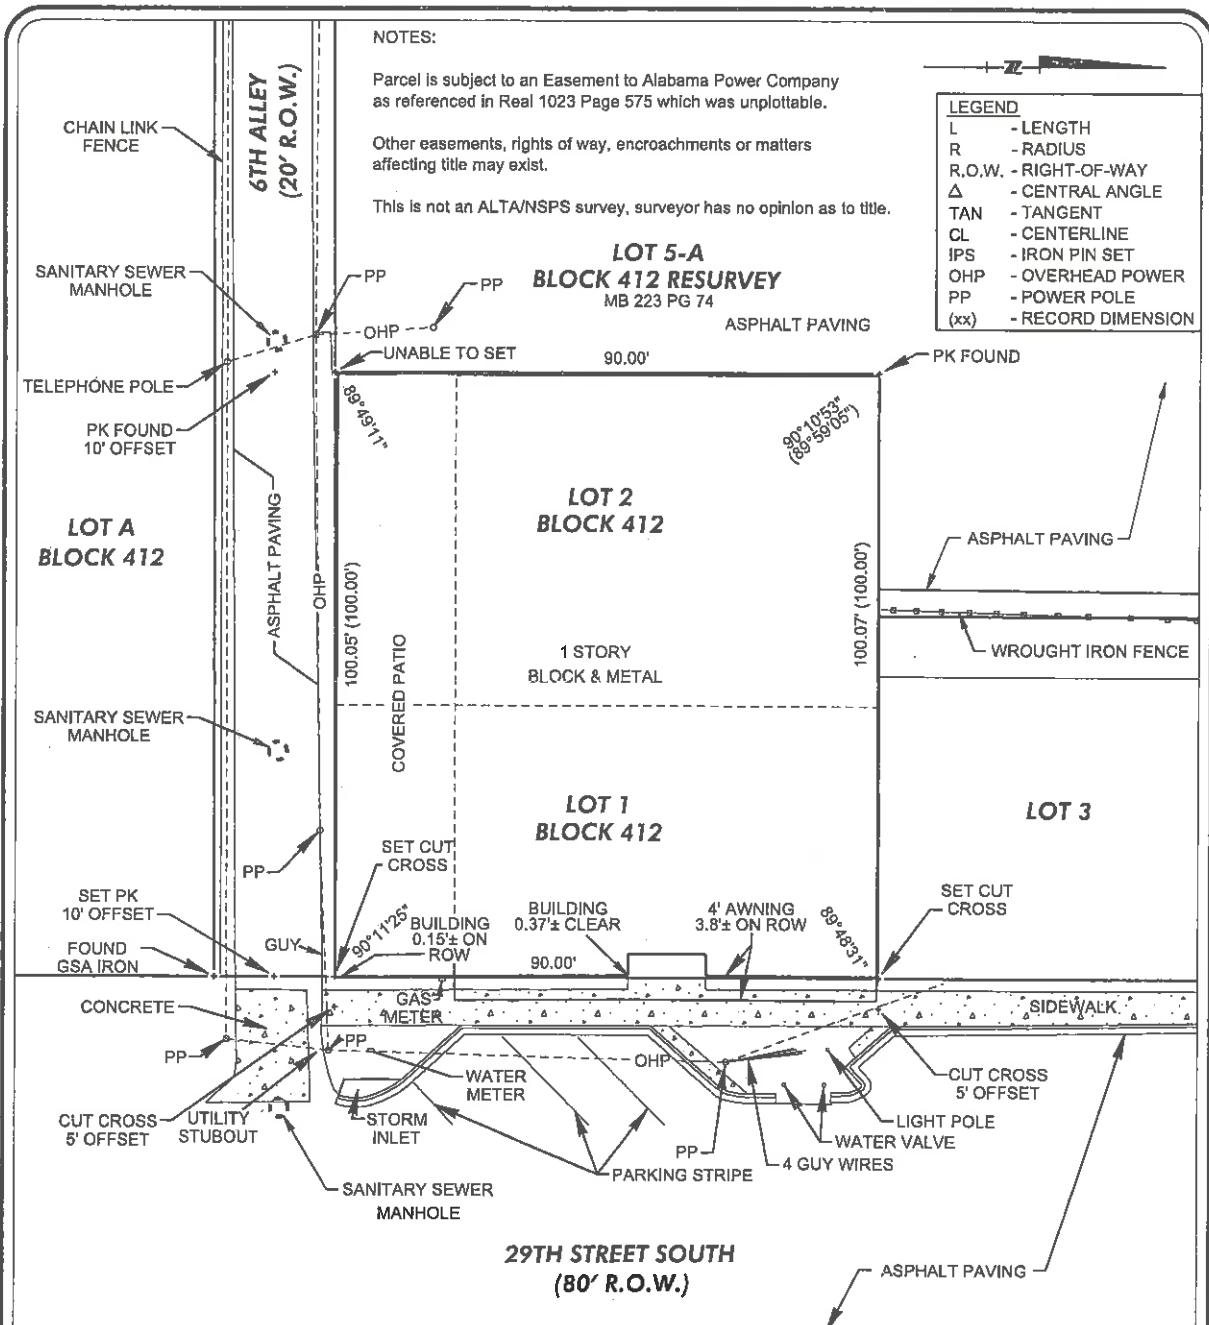 NOTES:
Parcel is subject to an Easement to Alabama Power Company
as referenced in Real 1023 Page 575 which was unplottable.
Other easements, rights of way, encroachments or matters
affecting title may exist.
This is not an ALTA/NSPS survey, surveyor has no opinion as to title.
Z
LEGEND
L - LENGTH
R - RADIUS
R.O.W. - RIGHT-OF-WAY
Δ - CENTRAL ANGLE
TAN - TANGENT
CL - CENTERLINE
IPS - IRON PIN SET
OHP - OVERHEAD POWER
PP - POWER POLE
(xx) - RECORD DIMENSION
6TH ALLEY
(20' R.O.W.)
CHAIN LINK
FENCE
SANITARY SEWER
MANHOLE
PP
PP
OHP
LOT 5-A
BLOCK 412 RESURVEY
MB 223 PG 74
ASPHALT PAVING
UNABLE TO SET
90.00'
PK FOUND
TELEPHONE POLE
PK FOUND
10' OFFSET
89°49'11"
90°10'53"
(89°59'05")
LOT A
BLOCK 412
ASPHALT PAVING
OHP
100.05' (100.00')
LOT 2
BLOCK 412
100.07' (100.00')
ASPHALT PAVING
WROUGHT IRON FENCE
COVERED PATIO
1 STORY
BLOCK & METAL
SANITARY SEWER
MANHOLE
LOT 1
BLOCK 412
LOT 3
PP
SET CUT
CROSS
SET PK
10' OFFSET
FOUND
GSA IRON
GUY
90°11'25"
BUILDING
0.15'± ON
ROW
BUILDING
0.37'± CLEAR
4' AWNING
3.8'± ON ROW
89°48'31"
SET CUT
CROSS
90.00'
CONCRETE
GAS
METER
SIDEWALK
PP
PP
OHP
WATER
METER
CUT CROSS
5' OFFSET
CUT CROSS
5' OFFSET
UTILITY
STUBOUT
STORM
INLET
LIGHT POLE
WATER VALVE
PP
4 GUY WIRES
PARKING STRIPE
SANITARY SEWER
MANHOLE
29TH STREET SOUTH
(80' R.O.W.)
ASPHALT PAVING